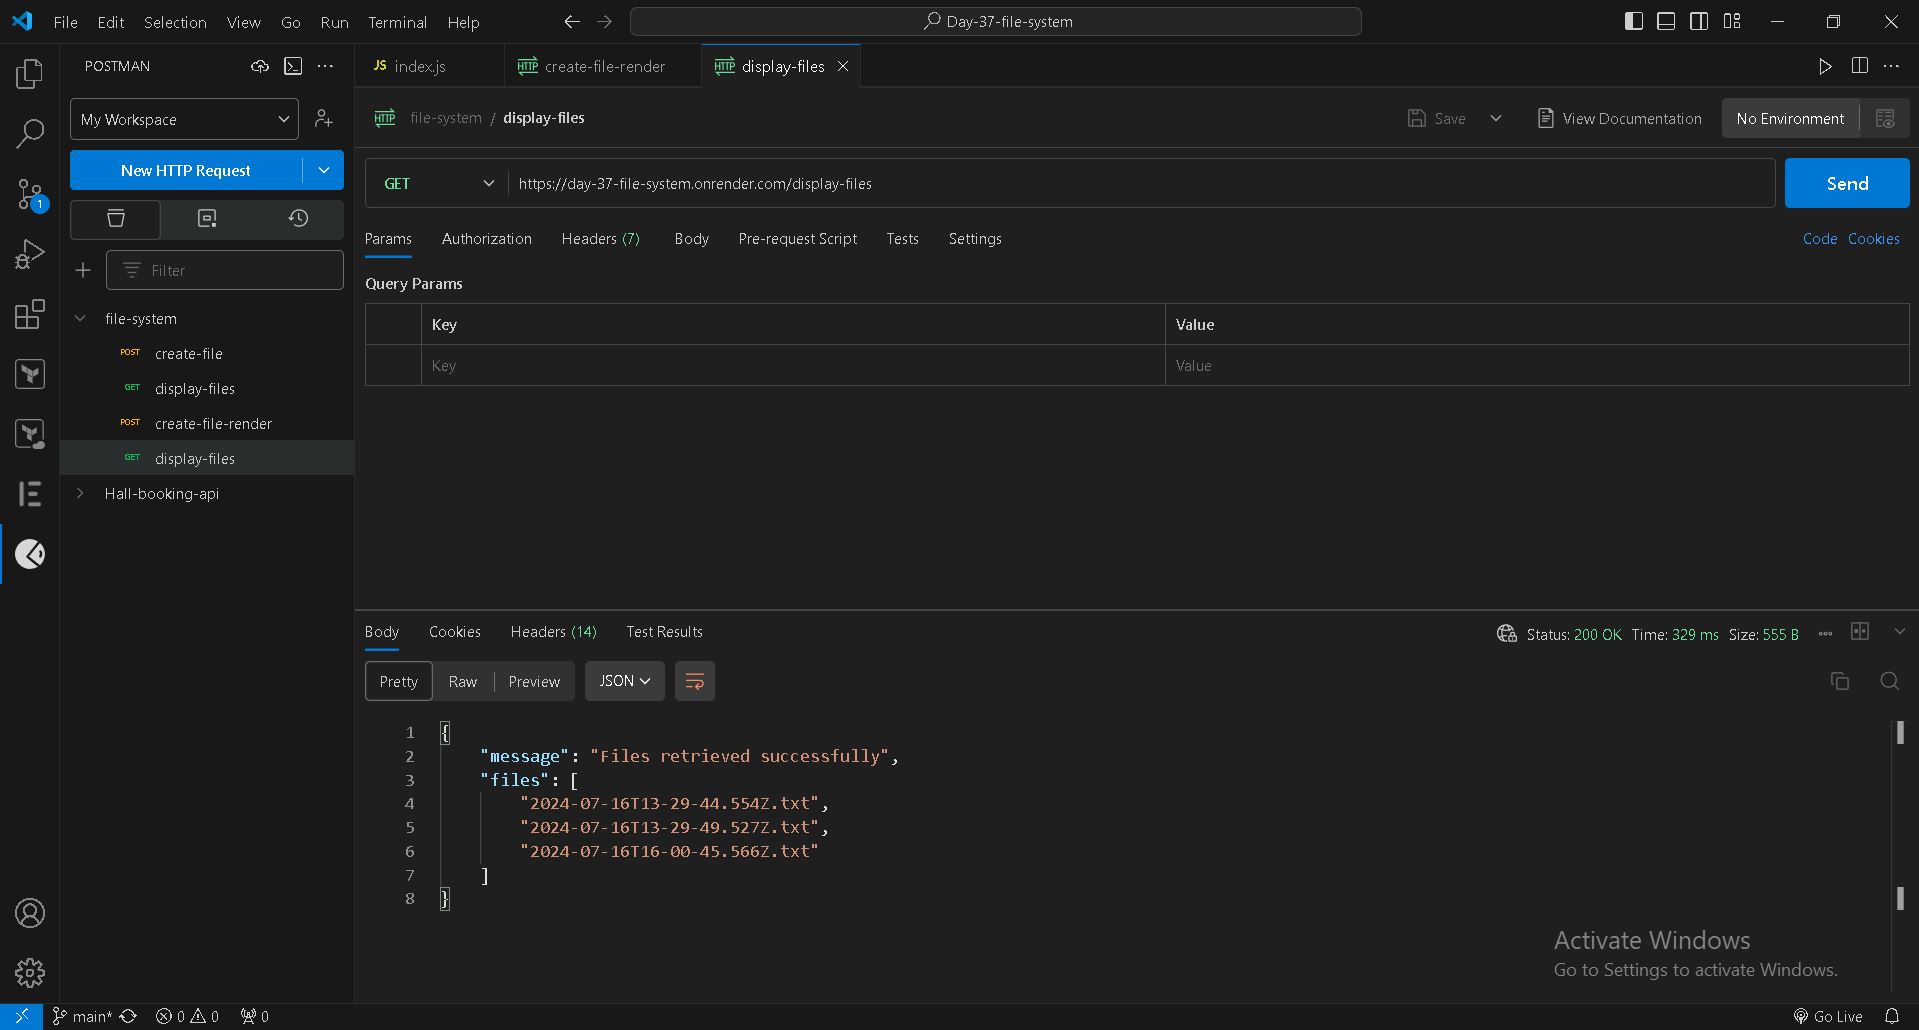 File Edit Selection View Go Run Terminal Help Day-37-file-system
POSTMAN
JS index.js
HTTP create-file-render
HTTP display-files
My Workspace
HTTP file-system / display-files
Save
View Documentation
No Environment
New HTTP Request
GET
https://day-37-file-system.onrender.com/display-files
Send
1
Params Authorization Headers (7) Body Pre-request Script Tests Settings
Code Cookies
Filter
Query Params
Key Value
Key Value
file-system
POST create-file
GET display-files
POST create-file-render
GET display-files
Hall-booking-api
Body Cookies Headers (14) Test Results
Status: 200 OK Time: 329 ms Size: 555 B
Pretty Raw Preview JSON
1 {
2 "message": "Files retrieved successfully",
3 "files": [
4 "2024-07-16T13-29-44.554Z.txt",
5 "2024-07-16T13-29-49.527Z.txt",
6 "2024-07-16T16-00-45.566Z.txt"
7 ]
8 }
Activate Windows
Go to Settings to activate Windows.
main* 0 0 0
Go Live